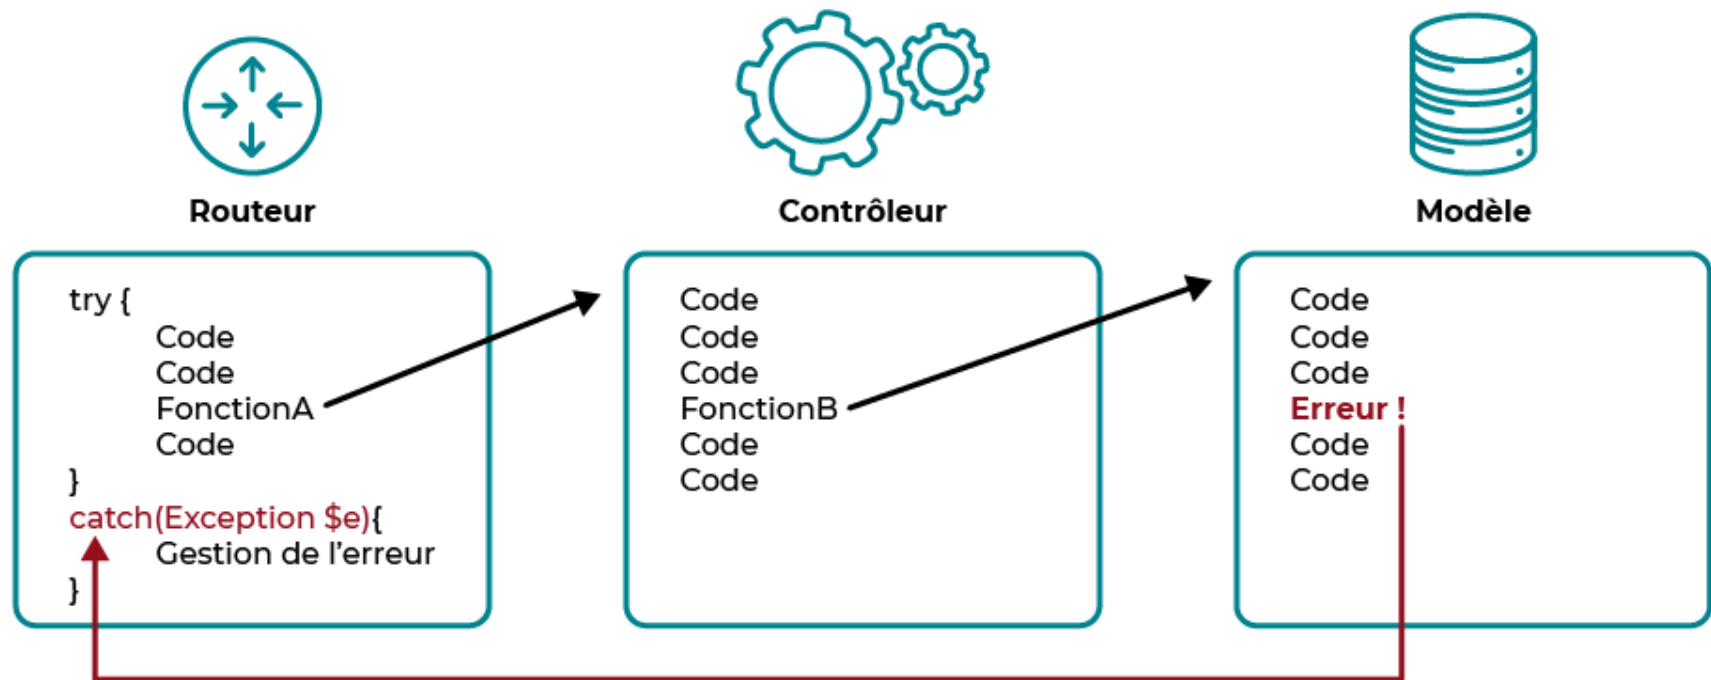 Routeur
try {
Code
Code
FonctionA
Code
}
catch(Exception $e){
Gestion de l'erreur
}
Contrôleur
Code
Code
Code
FonctionB
Code
Code
Modèle
Code
Code
Code
Erreur !
Code
Code